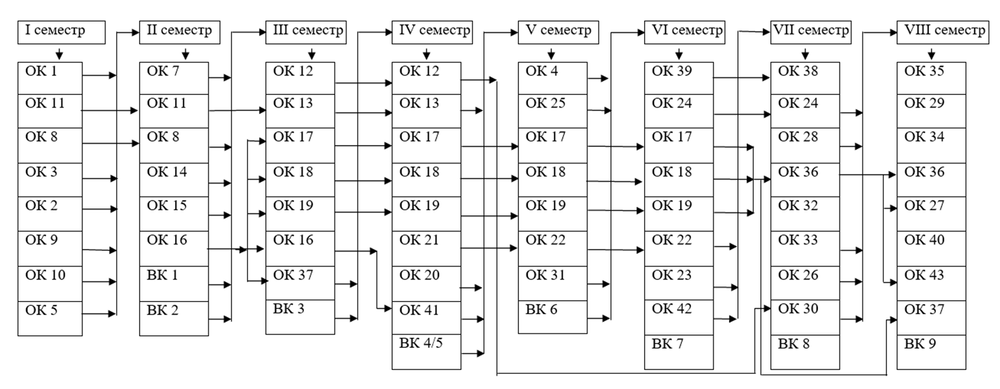 I семестр
II семестр
III семестр
IV семестр
V семестр
VI семестр
VII семестр
VIII семестр
ОК 1
ОК 11
ОК 8
ОК 3
ОК 2
ОК 9
ОК 10
ОК 5
ОК 7
ОК 11
ОК 8
ОК 14
ОК 15
ОК 16
ВК 1
ВК 2
ОК 12
ОК 13
ОК 17
ОК 18
ОК 19
ОК 16
ОК 37
ВК 3
ОК 12
ОК 13
ОК 17
ОК 18
ОК 19
ОК 21
ОК 20
ОК 41
ВК 4/5
ОК 4
ОК 25
ОК 17
ОК 18
ОК 19
ОК 22
ОК 31
ВК 6
ОК 39
ОК 24
ОК 17
ОК 18
ОК 19
ОК 22
ОК 23
ОК 42
ВК 7
ОК 38
ОК 24
ОК 28
ОК 36
ОК 32
ОК 33
ОК 26
ОК 30
ВК 8
ОК 35
ОК 29
ОК 34
ОК 36
ОК 27
ОК 40
ОК 43
ОК 37
ВК 9